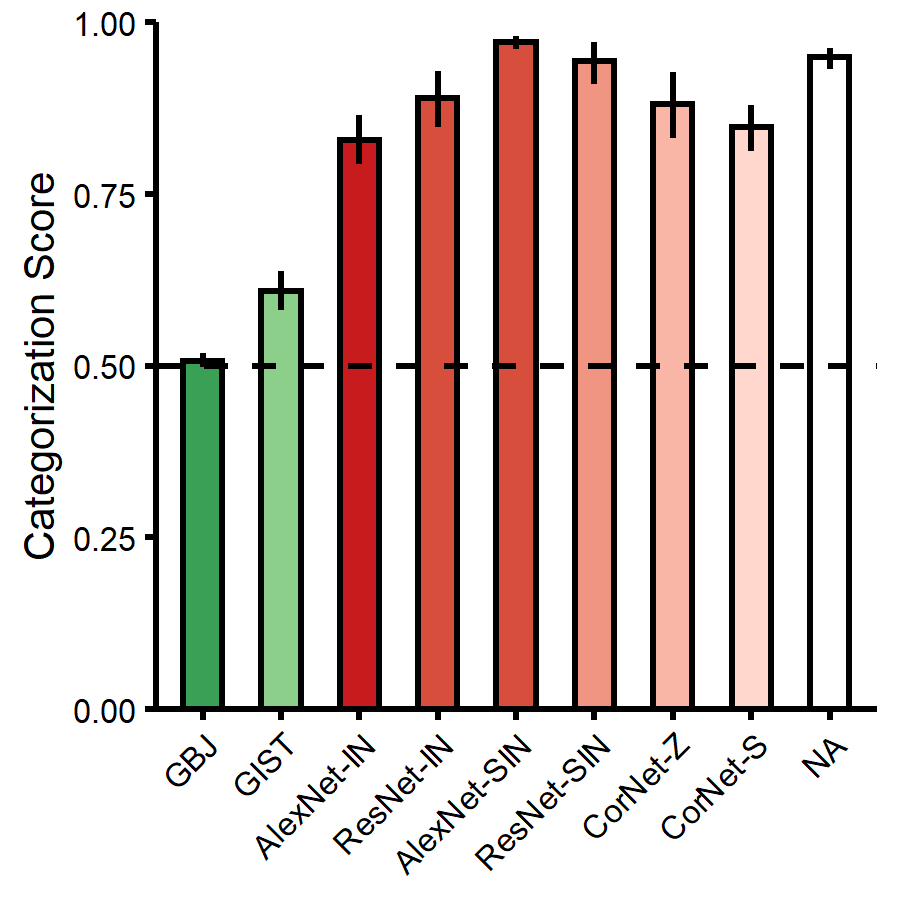 1.00
0.75
0.50
0.25
0.00
Categorization Score
GBJ
GIST
AlexNet-IN
ResNet-IN
AlexNet-SIN
ResNet-SIN
CorNet-Z
CorNet-S
NA